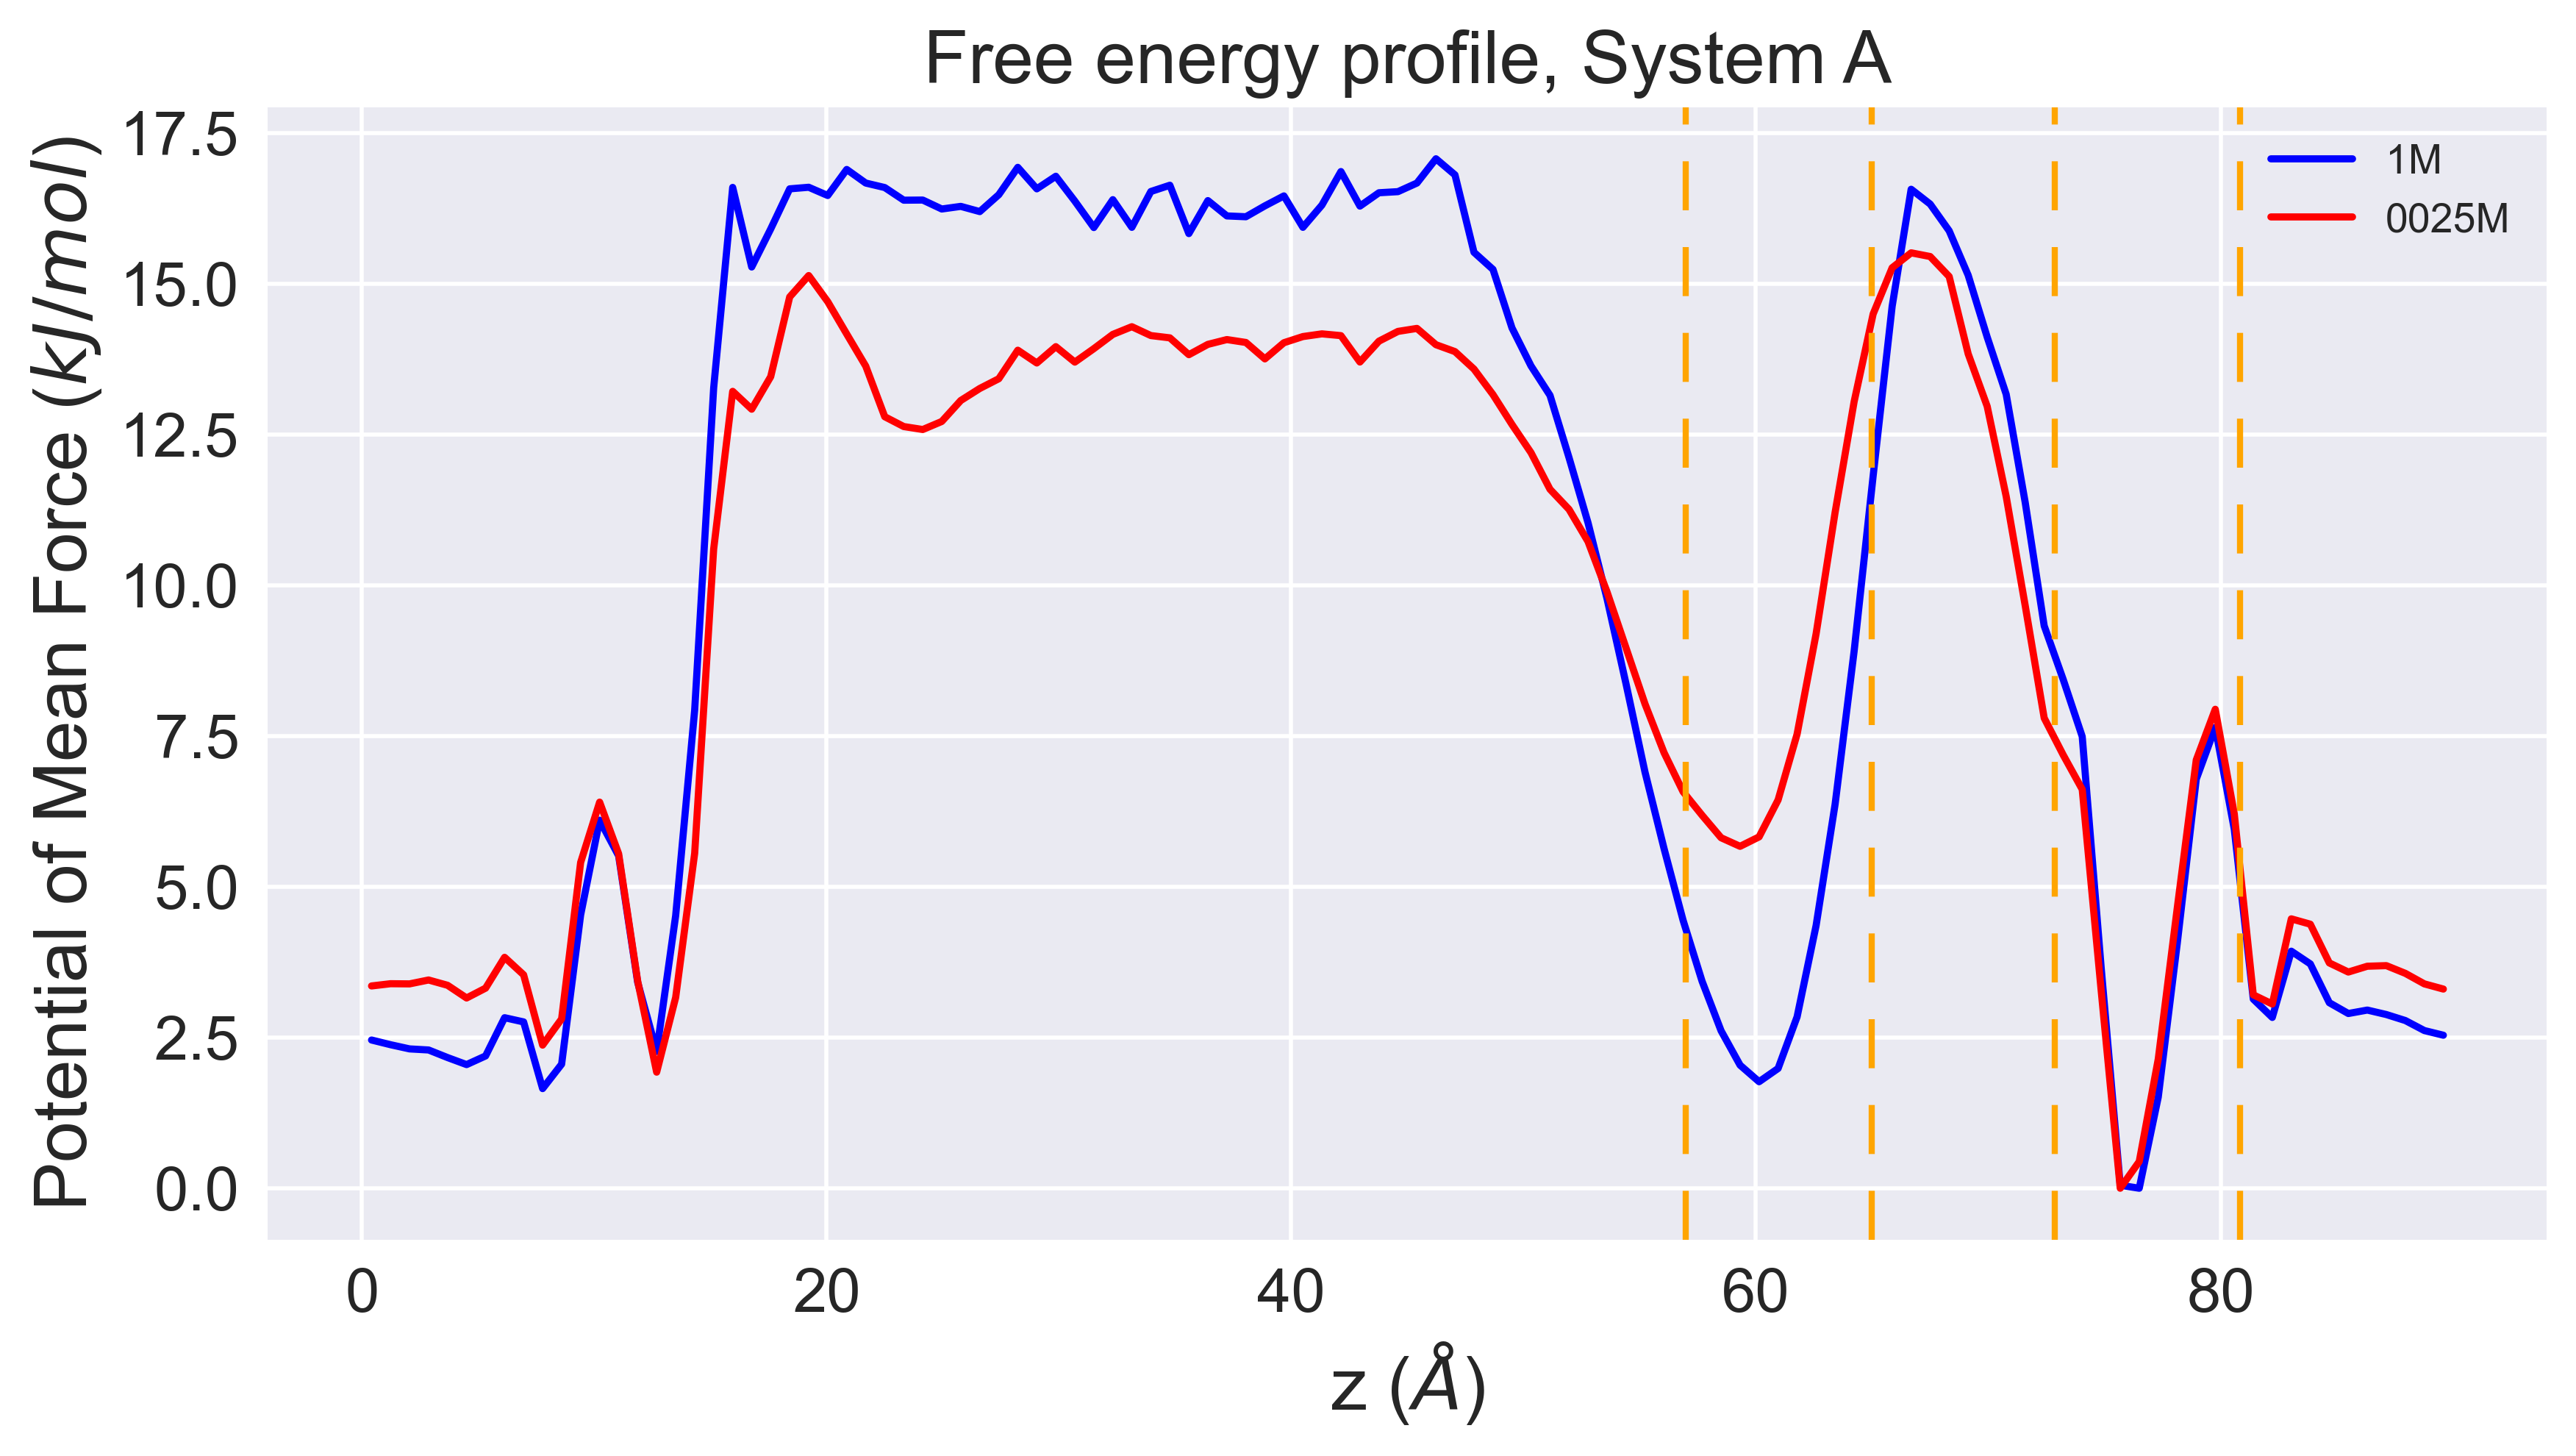 Free energy profile, System A
Potential of Mean Force (kJ/mol)
17.5
15.0
12.5
10.0
7.5
5.0
2.5
0.0
1M
0025M
0 20 40 60 80
z (Å)